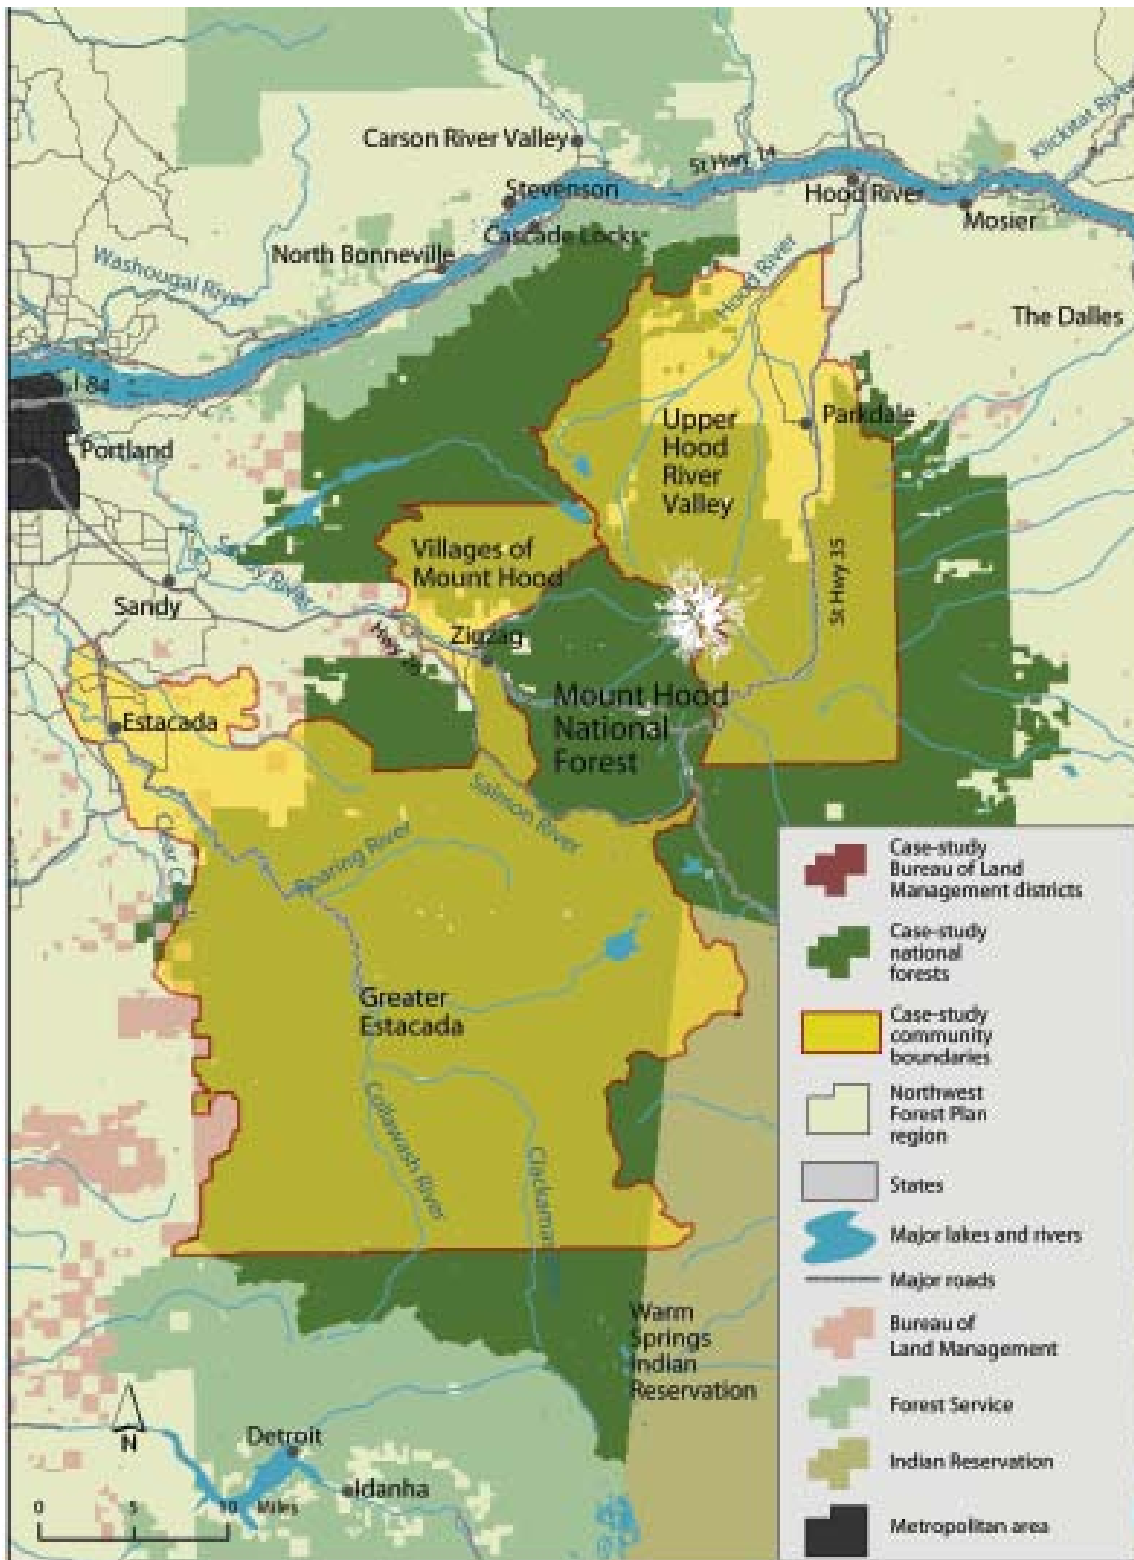 Carson River Valley
St Hwy 14
Klickitat River
Stevenson
Hood River
Mosier
Cascade Locks
North Bonneville
Washougal River
Hood River
The Dalles
I-84
Portland
Upper
Hood
River
Valley
Parkdale
Villages of
Mount Hood
St Hwy 35
Sandy River
Sandy
Zigzag
Mount Hood
National
Forest
Estacada
Salmon River
Roaring River
Clear C
Greater
Estacada
Collawash River
Clackamas
Warm
Springs
Indian
Reservation
N
Detroit
Idanha
0 5 10 Miles
Case-study
Bureau of Land
Management districts
Case-study
national
forests
Case-study
community
boundaries
Northwest
Forest Plan
region
States
Major lakes and rivers
Major roads
Bureau of
Land Management
Forest Service
Indian Reservation
Metropolitan area